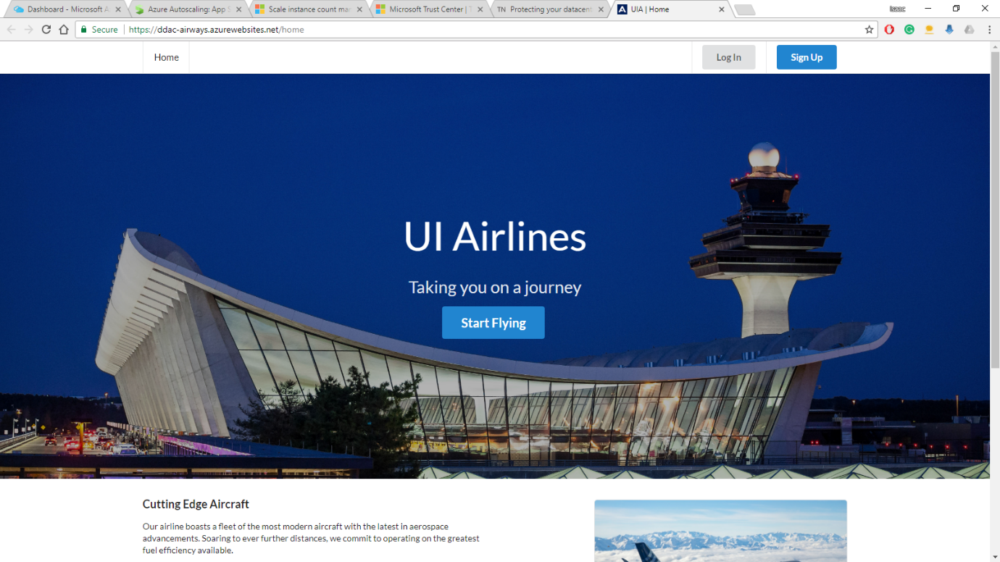 Dashboard - Microsoft A
Azure Autoscaling: App S
Scale instance count ma
Microsoft Trust Center | T
TN Protecting your datacent
UIA | Home
Isaac
Secure
https://ddac-airways.azurewebsites.net/home
Home
Log In
Sign Up
UI Airlines
Taking you on a journey
Start Flying
Cutting Edge Aircraft
Our airline boasts a fleet of the most modern aircraft with the latest in aerospace
advancements. Soaring to ever further distances, we commit to operating on the greatest
fuel efficiency available.